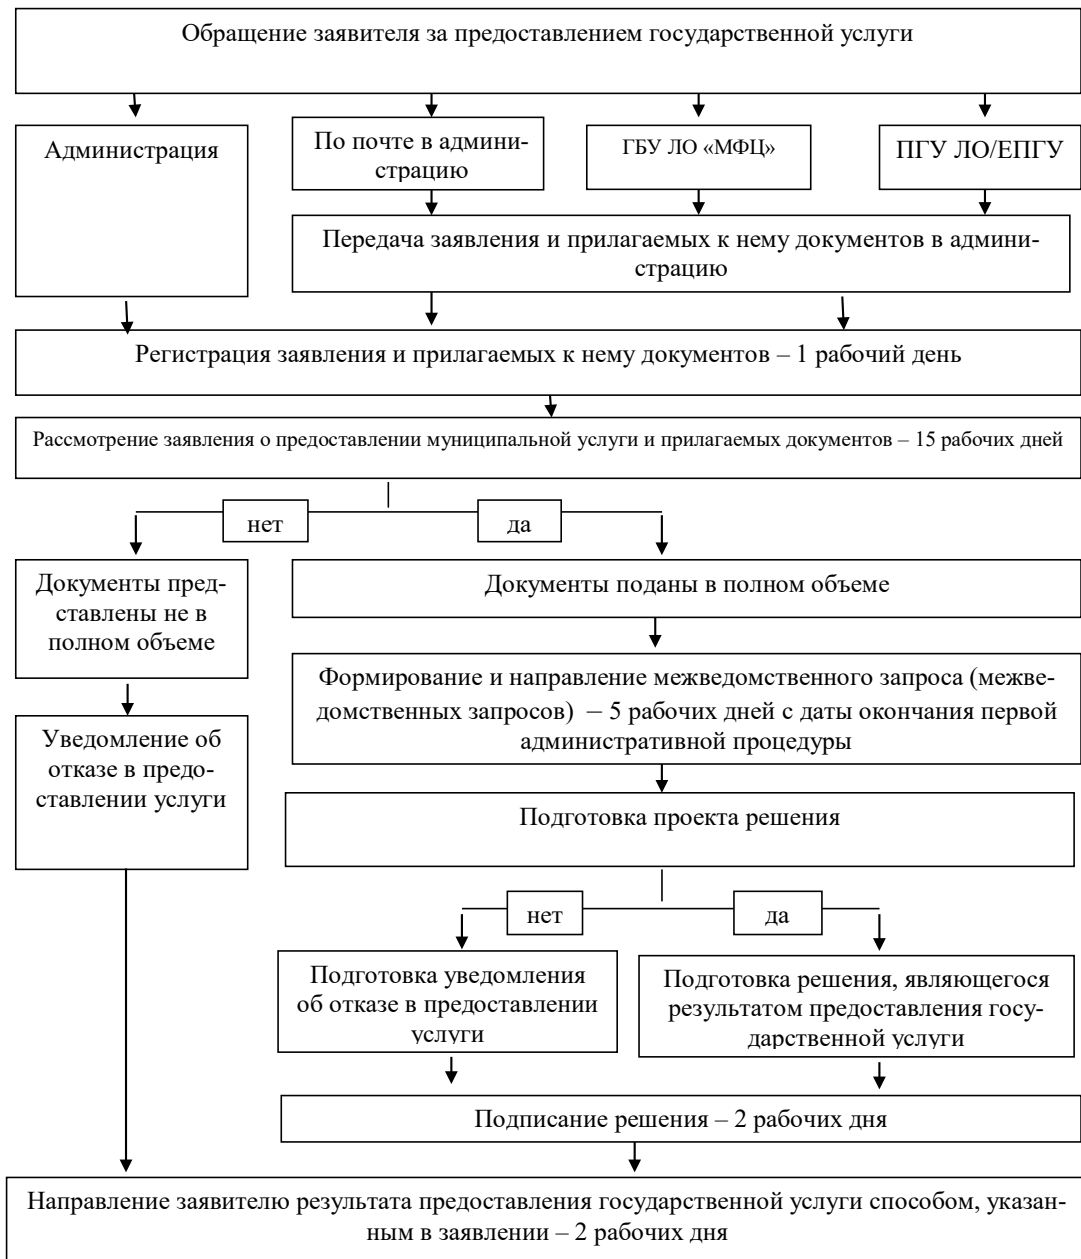 Обращение заявителя за предоставлением государственной услуги
Администрация
По почте в админи-
страцию
ГБУ ЛО «МФЦ»
ПГУ ЛО/ЕПГУ
Передача заявления и прилагаемых к нему документов в админи-
страцию
Регистрация заявления и прилагаемых к нему документов – 1 рабочий день
Рассмотрение заявления о предоставлении муниципальной услуги и прилагаемых документов – 15 рабочих дней
нет
да
Документы пред-
ставлены не в
полном объеме
Документы поданы в полном объеме
Формирование и направление межведомственного запроса (межве-
домственных запросов) – 5 рабочих дней с даты окончания первой
административной процедуры
Уведомление об
отказе в предо-
ставлении услуги
Подготовка проекта решения
нет
да
Подготовка уведомления
об отказе в предоставлении
услуги
Подготовка решения, являющегося
результатом предоставления госу-
дарственной услуги
Подписание решения – 2 рабочих дня
Направление заявителю результата предоставления государственной услуги способом, указан-
ным в заявлении – 2 рабочих дня